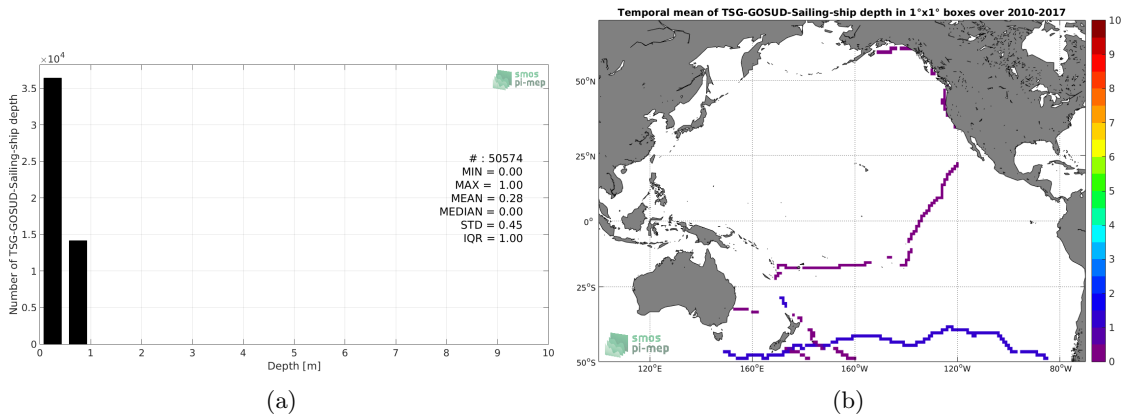 ×10⁴
3.5
3
2.5
2
1.5
1
0.5
0
Number of TSG-GOSUD-Sailing-ship depth
smos
pi-mep
# : 50574
MIN = 0.00
MAX = 1.00
MEAN = 0.28
MEDIAN = 0.00
STD = 0.45
IQR = 1.00
0 1 2 3 4 5 6 7 8 9 10
Depth [m]
(a)
Temporal mean of TSG-GOSUD-Sailing-ship depth in 1°x1° boxes over 2010-2017
50°N
25°N
0°
25°S
50°S
smos
pi-mep
120°E 160°E 160°W 120°W 80°W
10
9
8
7
6
5
4
3
2
1
0
(b)